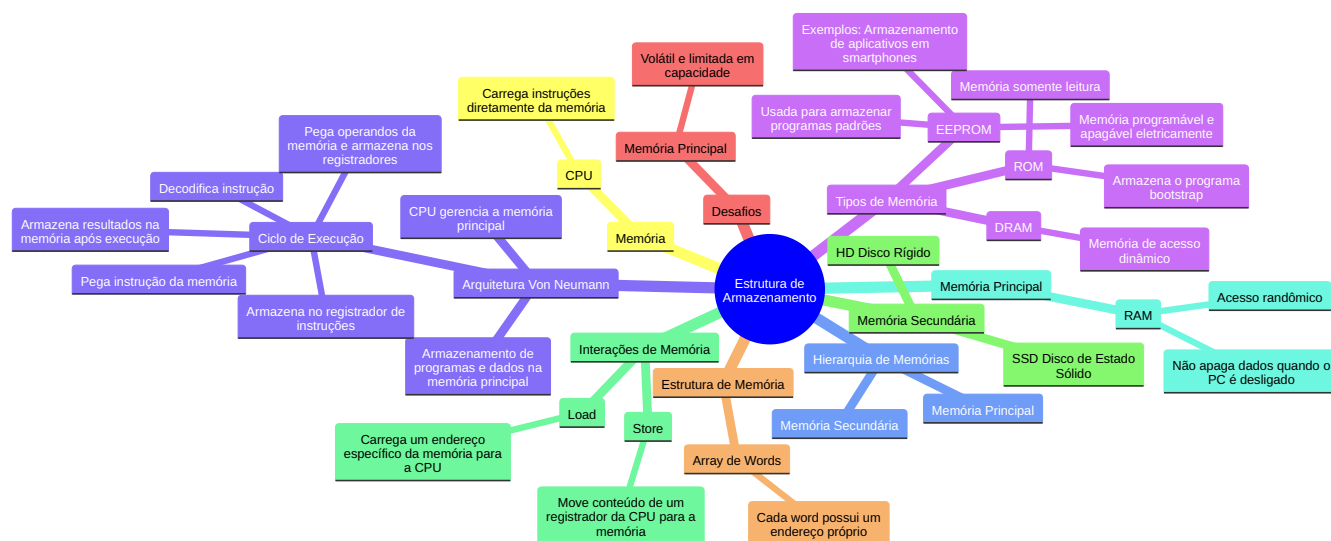 Estrutura de
Armazenamento
Desafios
Memória Principal
Volátil e limitada em
capacidade
Memória
CPU
Carrega instruções
diretamente da memória
Arquitetura Von Neumann
CPU gerencia a memória
principal
Ciclo de Execução
Pega operandos da
memória e armazena nos
registradores
Decodifica instrução
Armazena resultados na
memória após execução
Pega instrução da memória
Armazena no registrador de
instruções
Armazenamento de
programas e dados na
memória principal
Interações de Memória
Load
Carrega um endereço
específico da memória para
a CPU
Store
Move conteúdo de um
registrador da CPU para a
memória
Estrutura de Memória
Array de Words
Cada word possui um
endereço próprio
Hierarquia de Memórias
Memória Secundária
Memória Principal
Memória Secundária
HD Disco Rígido
SSD Disco de Estado
Sólido
Memória Principal
RAM
Acesso randômico
Não apaga dados quando o
PC é desligado
Tipos de Memória
EEPROM
Exemplos: Armazenamento
de aplicativos em
smartphones
Usada para armazenar
programas padrões
Memória programável e
apagável eletricamente
ROM
Memória somente leitura
Armazena o programa
bootstrap
DRAM
Memória de acesso
dinâmico